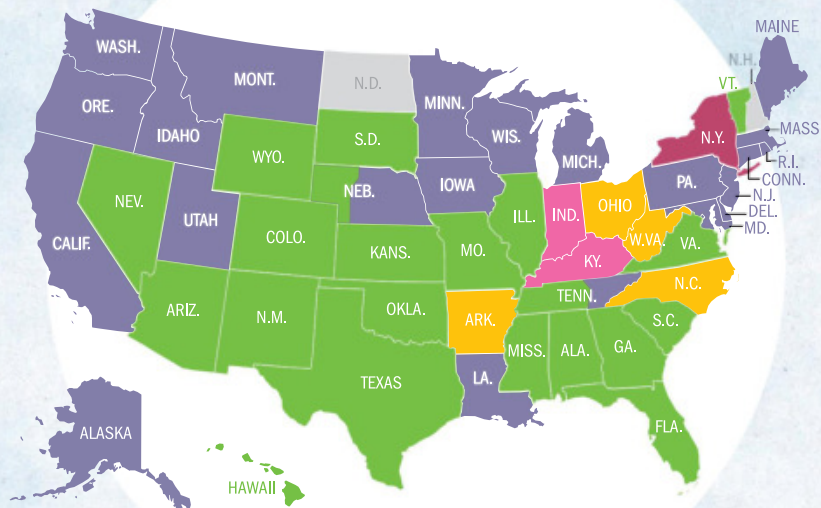 MAINE
WASH.
N.H.
MONT.
N.D.
VT.
MINN.
ORE.
MASS
S.D.
IDAHO
WIS.
N.Y.
WYO.
MICH.
R.I.
CONN.
PA.
NEB.
IOWA
N.J.
NEV.
OHIO
DEL.
UTAH
ILL.
IND.
MD.
COLO.
W.VA.
VA.
CALIF.
KANS.
MO.
KY.
N.C.
TENN.
ARIZ.
OKLA.
N.M.
ARK.
S.C.
MISS.
ALA.
GA.
LA.
TEXAS
FLA.
ALASKA
HAWAII